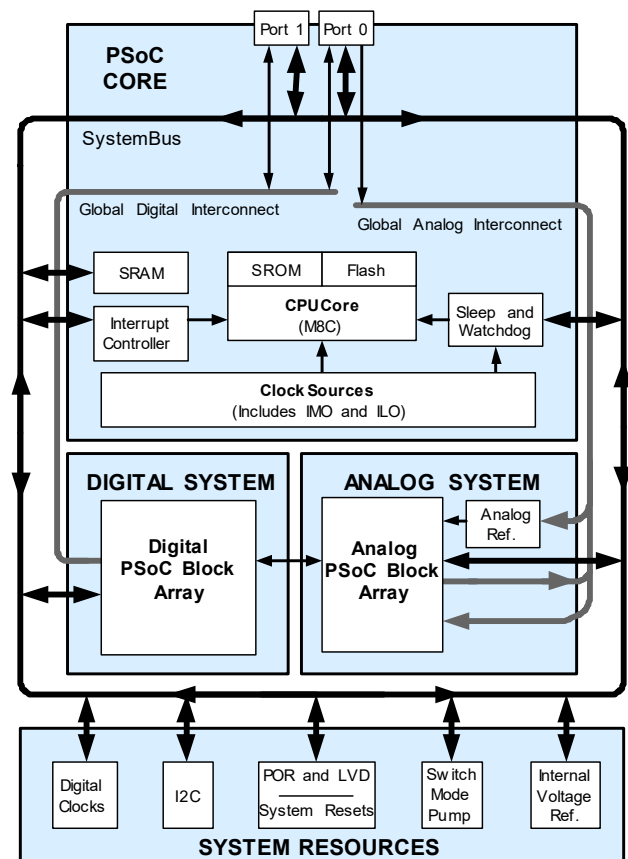 Port 1
Port 0
PSoC
CORE
SystemBus
Global Digital Interconnect
Global Analog Interconnect
SRAM
SROM
Flash
CPUCore
(M8C)
Interrupt
Controller
Sleep and
Watchdog
Clock Sources
(Includes IMO and ILO)
DIGITAL SYSTEM
ANALOG SYSTEM
Digital
PSoC Block
Array
Analog
PSoC Block
Array
Analog
Ref.
Digital
Clocks
I2C
POR and LVD
System Resets
Switch
Mode
Pump
Internal
Voltage
Ref.
SYSTEM RESOURCES